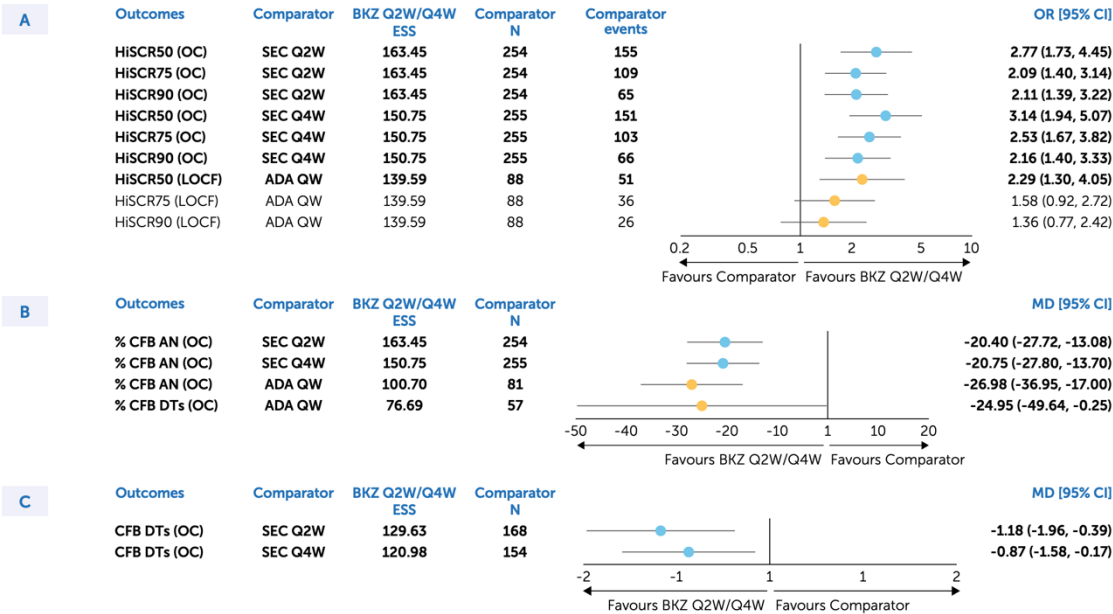 A
Outcomes Comparator BKZ Q2W/Q4W ESS Comparator N Comparator events OR [95% CI]
HiSCR50 (OC) SEC Q2W 163.45 254 155 2.77 (1.73, 4.45)
HiSCR75 (OC) SEC Q2W 163.45 254 109 2.09 (1.40, 3.14)
HiSCR90 (OC) SEC Q2W 163.45 254 65 2.11 (1.39, 3.22)
HiSCR50 (OC) SEC Q4W 150.75 255 151 3.14 (1.94, 5.07)
HiSCR75 (OC) SEC Q4W 150.75 255 103 2.53 (1.67, 3.82)
HiSCR90 (OC) SEC Q4W 150.75 255 66 2.16 (1.40, 3.33)
HiSCR50 (LOCF) ADA QW 139.59 88 51 2.29 (1.30, 4.05)
HiSCR75 (LOCF) ADA QW 139.59 88 36 1.58 (0.92, 2.72)
HiSCR90 (LOCF) ADA QW 139.59 88 26 1.36 (0.77, 2.42)
0.2 0.5 1 2 5 10
Favours Comparator Favours BKZ Q2W/Q4W
B
Outcomes Comparator BKZ Q2W/Q4W ESS Comparator N MD [95% CI]
% CFB AN (OC) SEC Q2W 163.45 254 -20.40 (-27.72, -13.08)
% CFB AN (OC) SEC Q4W 150.75 255 -20.75 (-27.80, -13.70)
% CFB AN (OC) ADA QW 100.70 81 -26.98 (-36.95, -17.00)
% CFB DTs (OC) ADA QW 76.69 57 -24.95 (-49.64, -0.25)
-50 -40 -30 -20 -10 1 10 20
Favours BKZ Q2W/Q4W Favours Comparator
C
Outcomes Comparator BKZ Q2W/Q4W ESS Comparator N MD [95% CI]
CFB DTs (OC) SEC Q2W 129.63 168 -1.18 (-1.96, -0.39)
CFB DTs (OC) SEC Q4W 120.98 154 -0.87 (-1.58, -0.17)
-2 -1 1 1 2
Favours BKZ Q2W/Q4W Favours Comparator